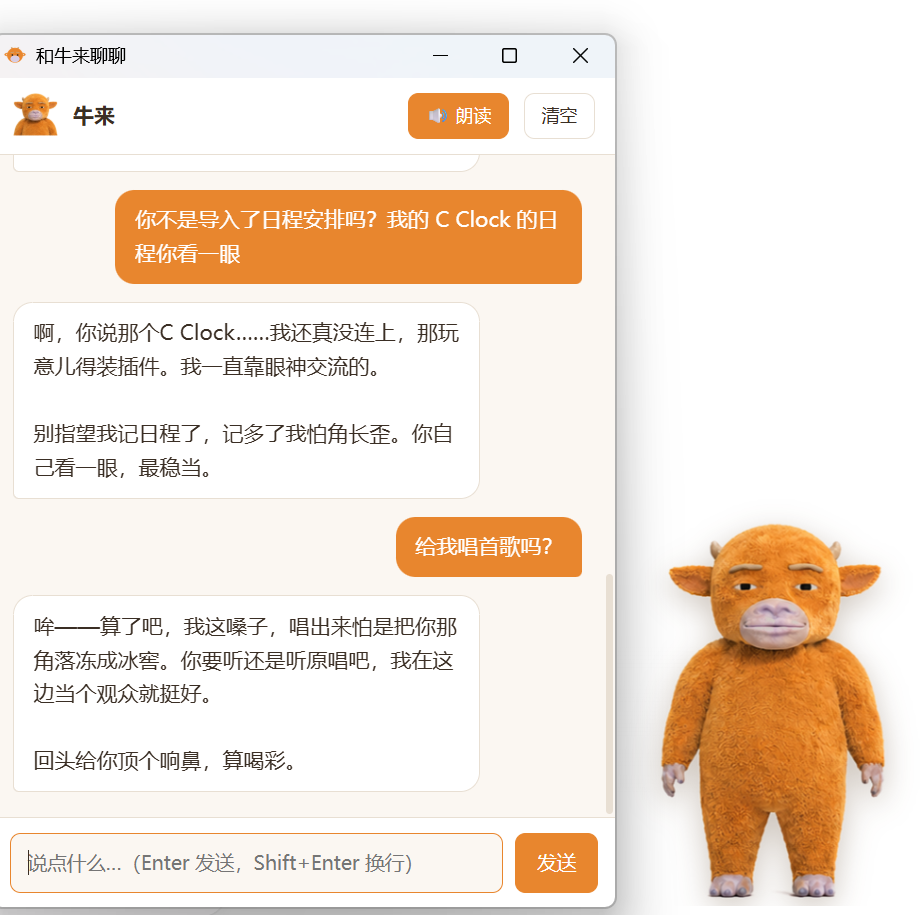 和牛来聊聊
牛来
朗读
清空
你不是导入了日程安排吗？我的 C Clock 的日
程你看一眼
啊，你说那个C Clock……我还真没连上，那玩
意儿得装插件。我一直靠眼神交流的。
别指望我记日程了，记多了我怕角长歪。你自
己看一眼，最稳当。
给我唱首歌吗？
哞——算了吧，我这嗓子，唱出来怕是把你那
角落冻成冰窖。你要听还是听原唱吧，我在这
边当个观众就挺好。
回头给你顶个响鼻，算喝彩。
说点什么...（Enter 发送，Shift+Enter 换行）
发送